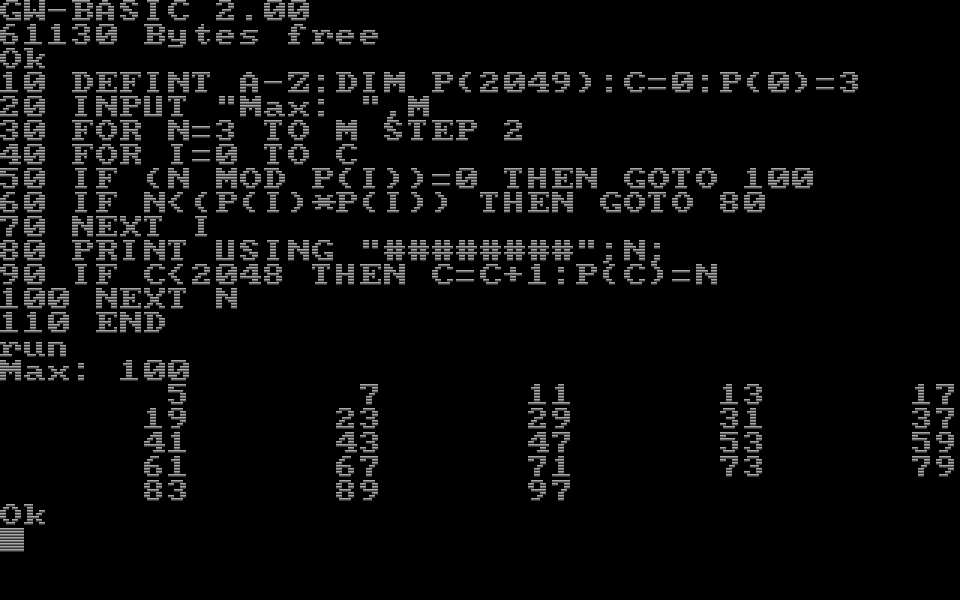 GW-BASIC 2.00
61130 Bytes free
Ok
10 DEFINT A-Z:DIM P(2049):C=0:P(0)=3
20 INPUT "Max: ",M
30 FOR N=3 TO M STEP 2
40 FOR I=0 TO C
50 IF (N MOD P(I))=0 THEN GOTO 100
60 IF N<(P(I)*P(I)) THEN GOTO 80
70 NEXT I
80 PRINT USING "########";N;
90 IF C<2048 THEN C=C+1:P(C)=N
100 NEXT N
110 END
run
Max: 100
5 7 11 13 17
19 23 29 31 37
41 43 47 53 59
61 67 71 73 79
83 89 97
Ok